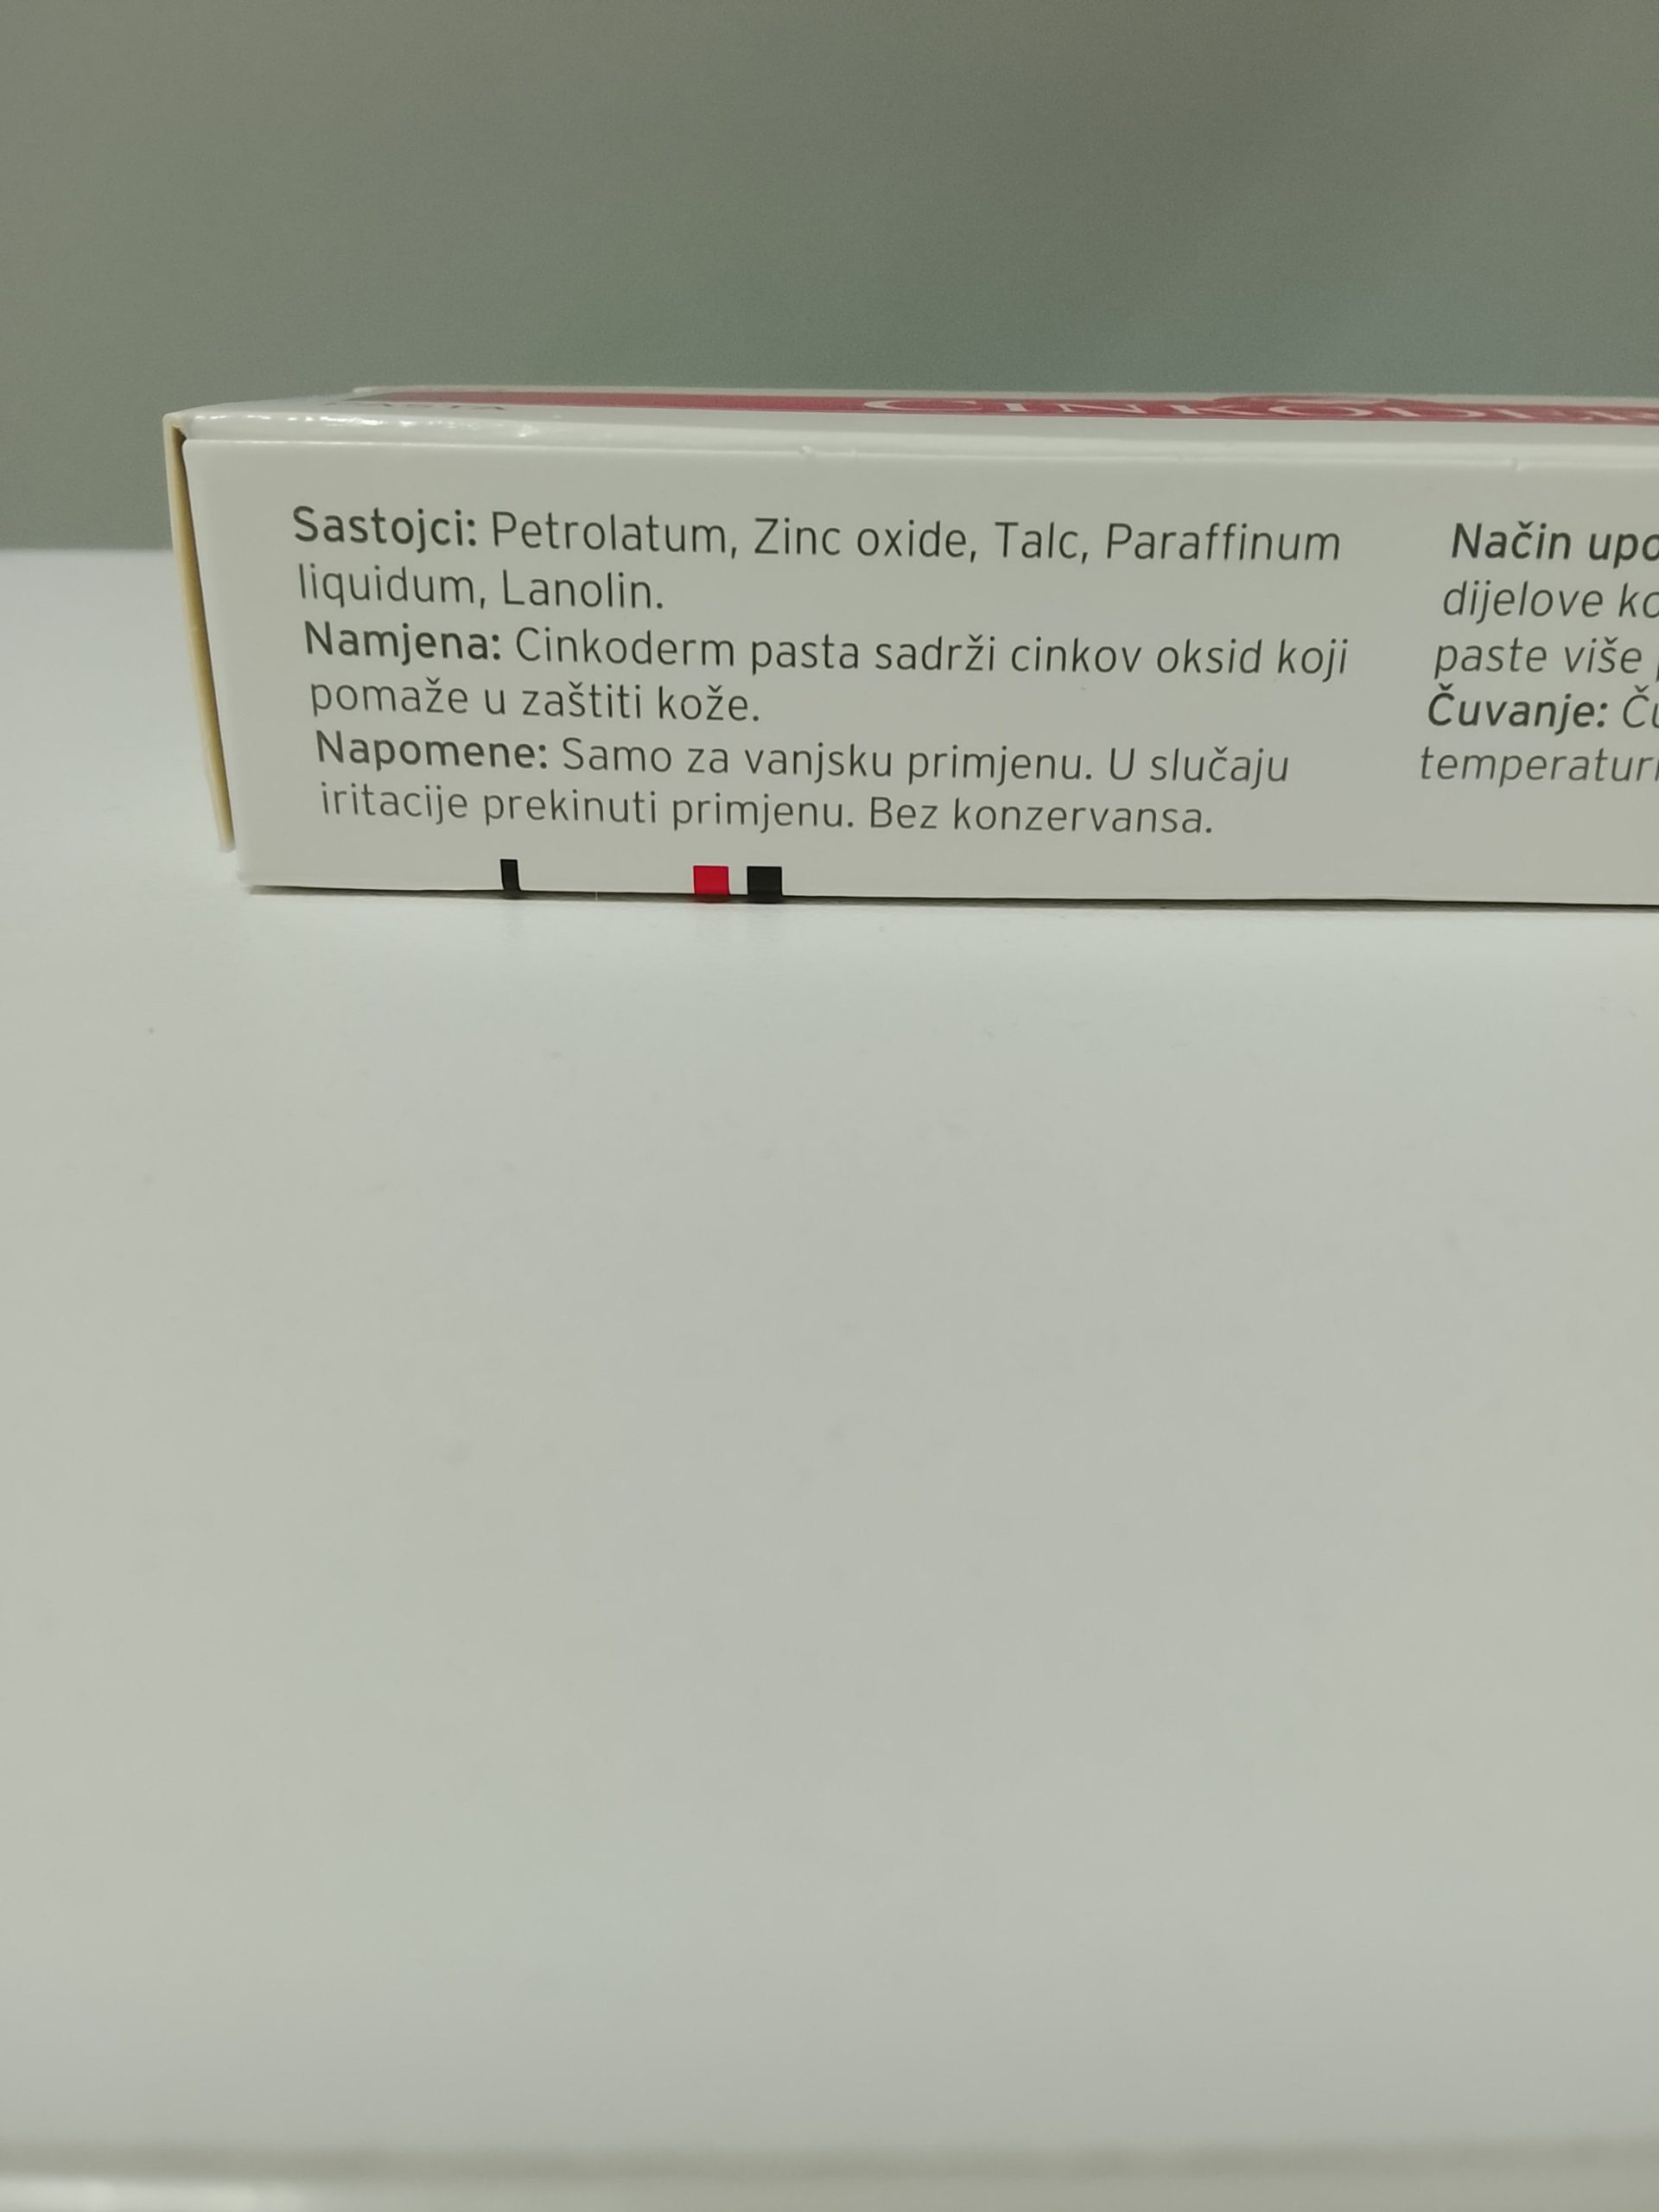 Sastojci: Petrolatum, Zinc oxide, Talc, Paraffinum
liquidum, Lanolin.
Namjena: Cinkoderm pasta sadrži cinkov oksid koji
pomaže u zaštiti kože.
Napomene: Samo za vanjsku primjenu. U slučaju
iritacije prekinuti primjenu. Bez konzervansa.
Način
dijelove
paste više
Čuvanje: